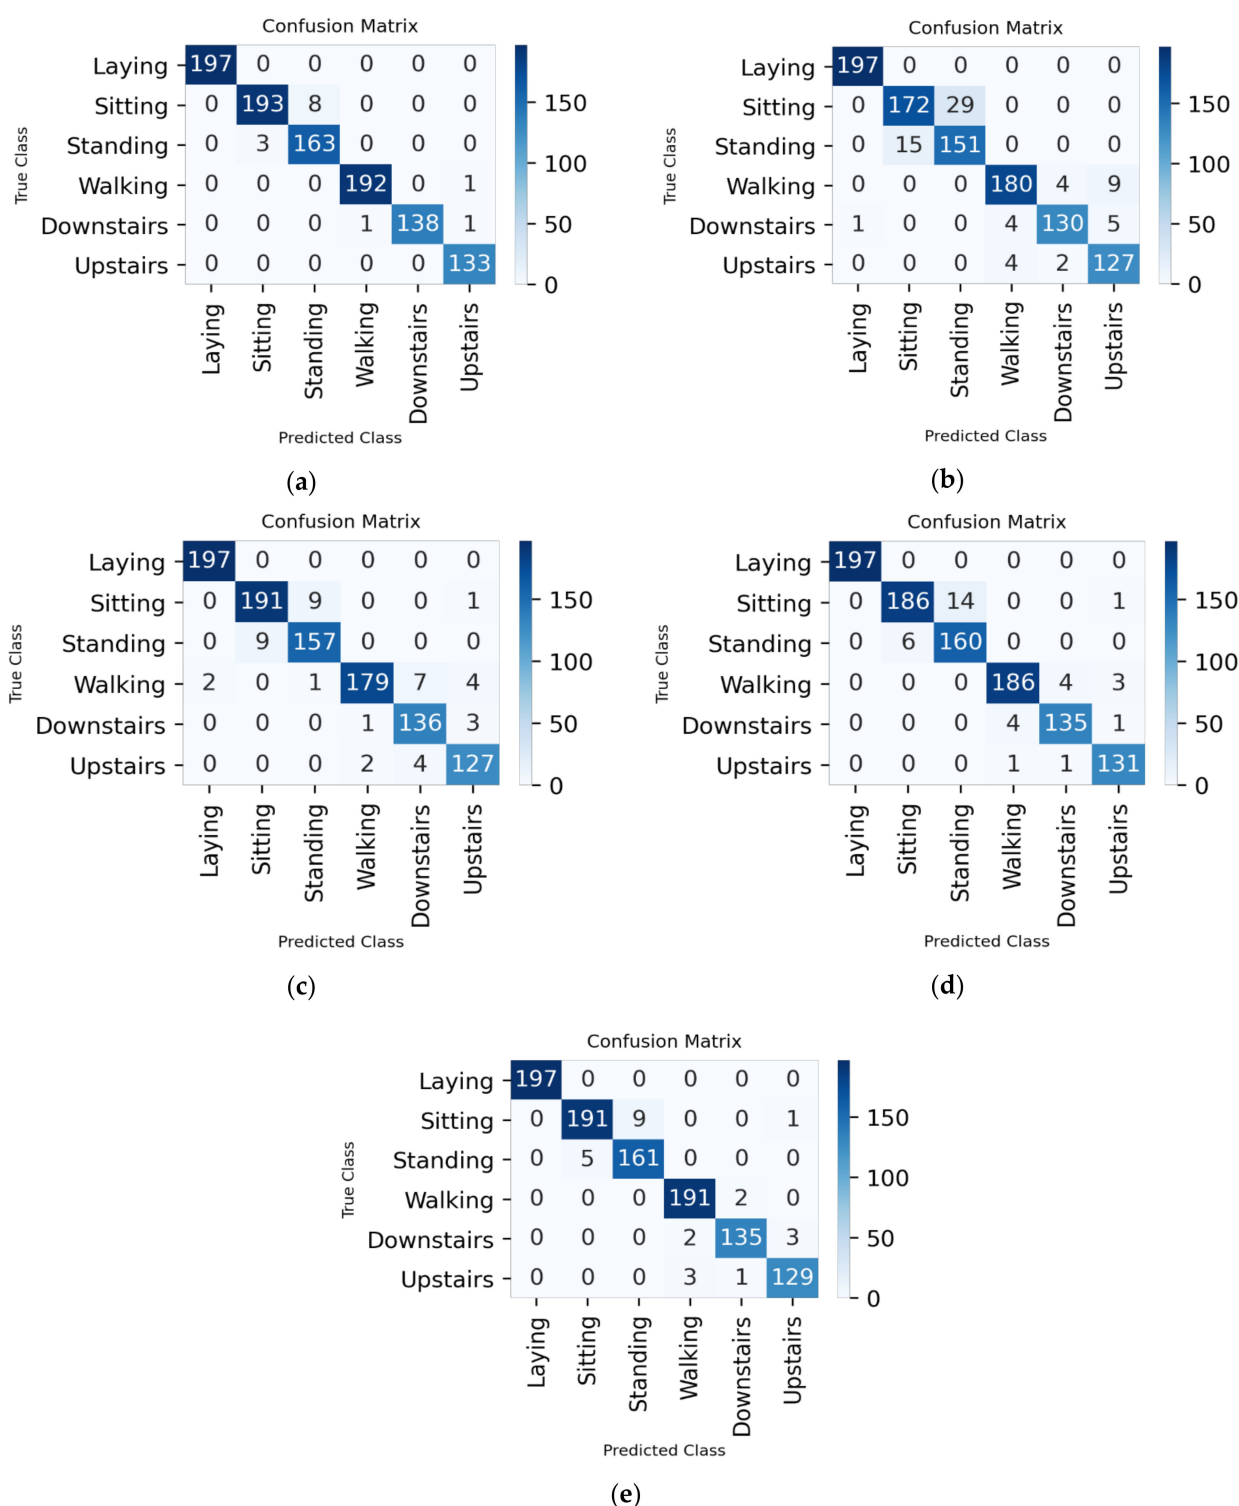 Confusion Matrix
Laying 197 0 0 0 0 0
Sitting 0 193 8 0 0 0 150
Standing 0 3 163 0 0 0 100
Walking 0 0 0 192 0 1
Downstairs 0 0 0 1 138 1 50
Upstairs 0 0 0 0 0 133 0
True Class
Laying Sitting Standing Walking Downstairs Upstairs
Predicted Class
(a)
Confusion Matrix
Laying 197 0 0 0 0 0
Sitting 0 172 29 0 0 0 150
Standing 0 15 151 0 0 0 100
Walking 0 0 0 180 4 9
Downstairs 1 0 0 4 130 5 50
Upstairs 0 0 0 4 2 127 0
True Class
Laying Sitting Standing Walking Downstairs Upstairs
Predicted Class
(b)
Confusion Matrix
Laying 197 0 0 0 0 0
Sitting 0 191 9 0 0 1 150
Standing 0 9 157 0 0 0 100
Walking 2 0 1 179 7 4
Downstairs 0 0 0 1 136 3 50
Upstairs 0 0 0 2 4 127 0
True Class
Laying Sitting Standing Walking Downstairs Upstairs
Predicted Class
(c)
Confusion Matrix
Laying 197 0 0 0 0 0
Sitting 0 186 14 0 0 1 150
Standing 0 6 160 0 0 0 100
Walking 0 0 0 186 4 3
Downstairs 0 0 0 4 135 1 50
Upstairs 0 0 0 1 1 131 0
True Class
Laying Sitting Standing Walking Downstairs Upstairs
Predicted Class
(d)
Confusion Matrix
Laying 197 0 0 0 0 0
Sitting 0 191 9 0 0 1 150
Standing 0 5 161 0 0 0 100
Walking 0 0 0 191 2 0
Downstairs 0 0 0 2 135 3 50
Upstairs 0 0 0 3 1 129 0
True Class
Laying Sitting Standing Walking Downstairs Upstairs
Predicted Class
(e)